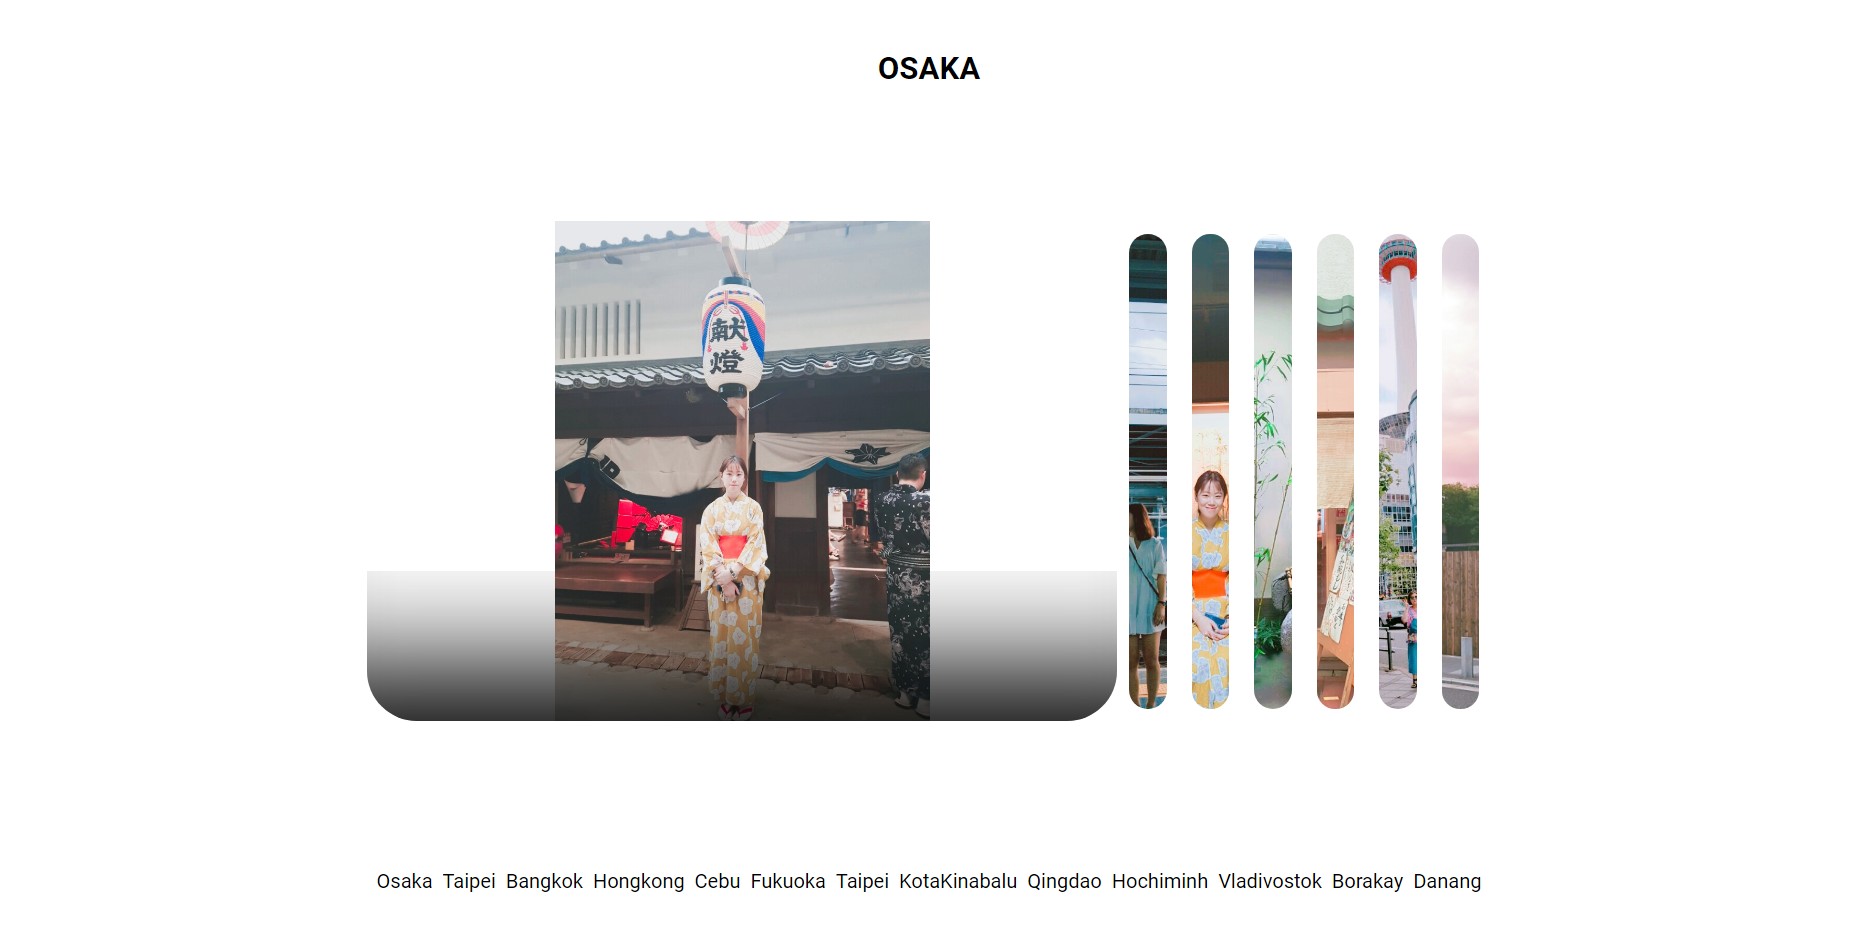 OSAKA
献
燈
Osaka Taipei Bangkok Hongkong Cebu Fukuoka Taipei KotaKinabalu Qingdao Hochiminh Vladivostok Borakay Danang